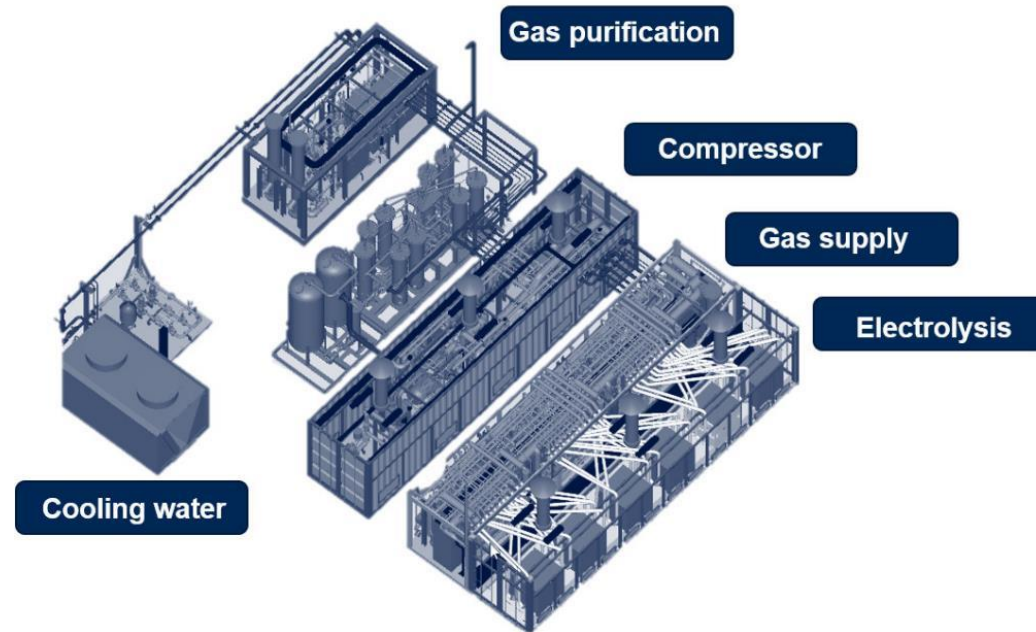 Gas purification
Compressor
Gas supply
Electrolysis
Cooling water